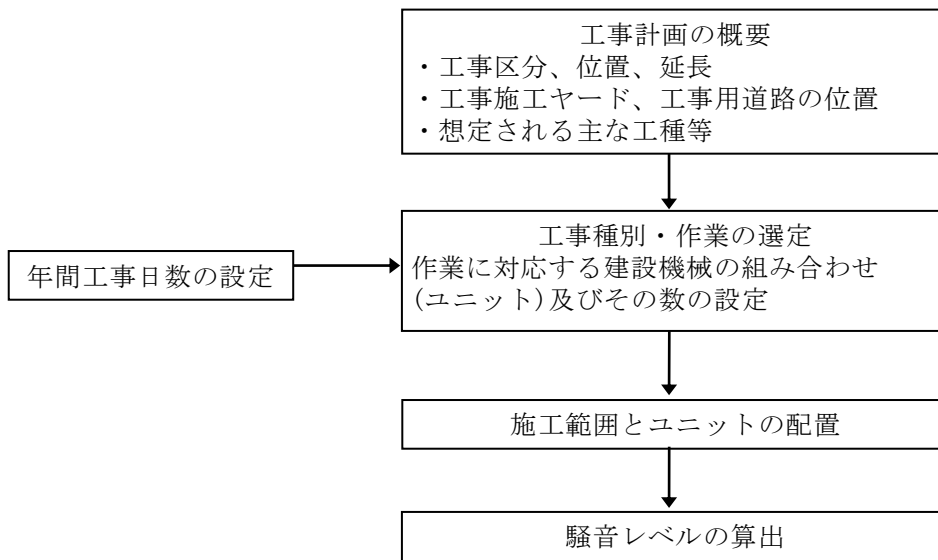 工事計画の概要
・工事区分、位置、延長
・工事施工ヤード、工事用道路の位置
・想定される主な工種等
年間工事日数の設定
工事種別・作業の選定
作業に対応する建設機械の組み合わせ
(ユニット)及びその数の設定
施工範囲とユニットの配置
騒音レベルの算出